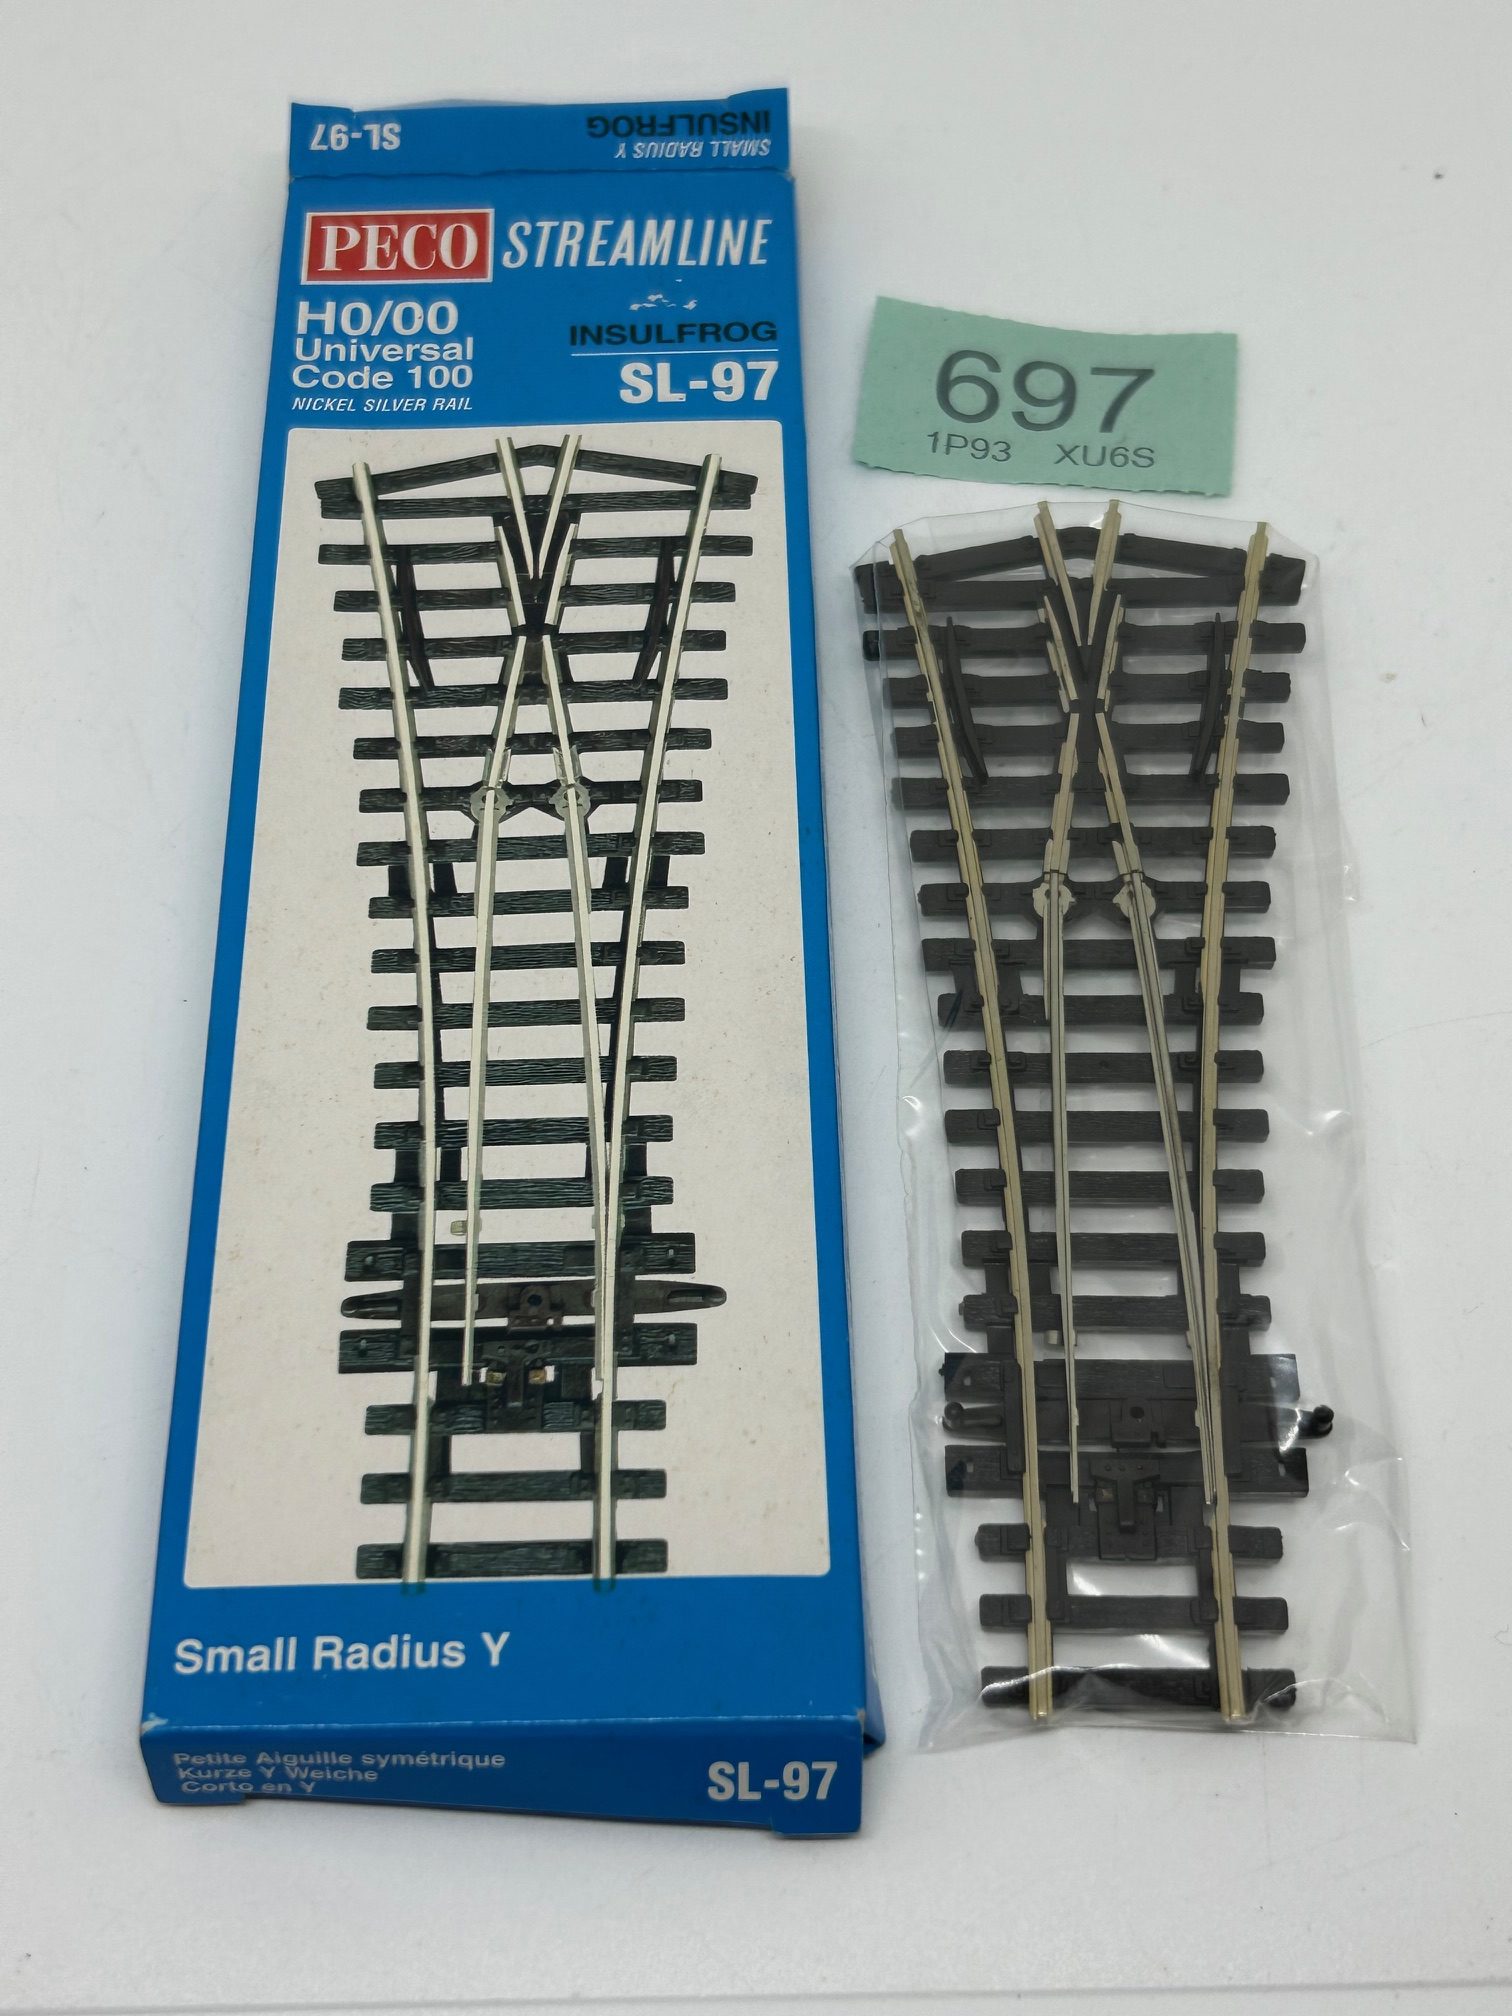 SL-97
INSULFROG
SMALL RADIUS Y
PECO STREAMLINE
H0/00
Universal
Code 100
NICKEL SILVER RAIL
INSULFROG
SL-97
Small Radius Y
Petite Aiguille symétrique
Kurze Y Weiche
Corto en Y
SL-97
697
1P93 XU6S